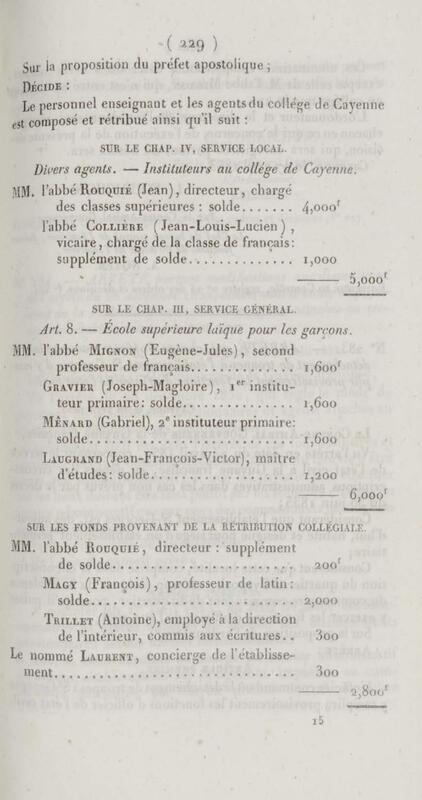 ( 229 )
Sur la proposition du préfet apostolique ;
DÉCIDE :
Le personnel enseignant et les agents du collége de Cayenne
est composé et rétribué ainsi qu'il suit :
SUR LE CHAP. IV, SERVICE LOCAL.
Divers agents. — Instituteurs au collége de Cayenne.
MM. l'abbé ROUQUIÉ (Jean), directeur, chargé
des classes supérieures : solde....... 4,000f
l'abbé COLLIÈRE (Jean-Louis-Lucien),
vicaire, chargé de la classe de français :
supplément de solde............... 1,000
——— 5,000f
SUR LE CHAP. III, SERVICE GÉNÉRAL.
Art. 8. — École supérieure laïque pour les garçons.
MM. l'abbé MIGNON (Eugène-Jules), second
professeur de français............... 1,600f
GRAVIER (Joseph-Magloire), 1er institu-
teur primaire : solde................ 1,600
MÉNARD (Gabriel), 2e instituteur primaire :
solde............................. 1,600
LAUGRAND (Jean-François-Victor), maître
d'études : solde.................... 1,200
——— 6,000f
SUR LES FONDS PROVENANT DE LA RÉTRIBUTION COLLÉGIALE.
MM. l'abbé ROUQUIÉ, directeur : supplément
de solde.......................... 200f
MAGY (François), professeur de latin :
solde............................. 2,000
TRILLET (Antoine), employé à la direction
de l'intérieur, commis aux écritures.. 300
Le nommé LAURENT, concierge de l'établisse-
ment............................. 300
——— 2,800f
15